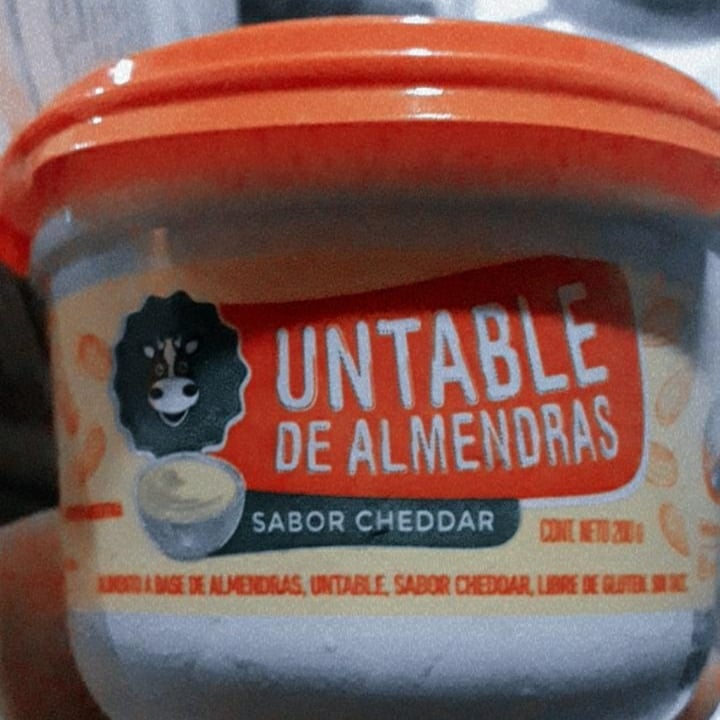 UNTABLE
DE ALMENDRAS
SABOR CHEDDAR
CONT. NETO 200 g
ALIMENTO A BASE DE ALMENDRAS, UNTABLE, SABOR CHEDDAR, LIBRE DE GLUTEN. SIN TACC.